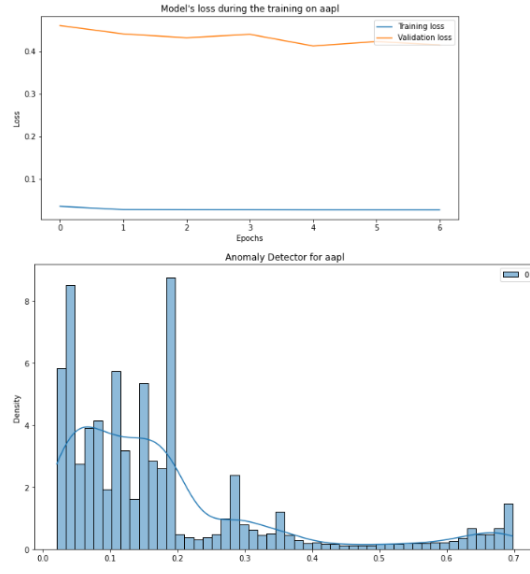 Model's loss during the training on aapl
Training loss
Validation loss
0.4
0.3
0.2
0.1
Loss
0 1 2 3 4 5 6
Epochs
Anomaly Detector for aapl
0
8
6
4
2
0
Density
0.0 0.1 0.2 0.3 0.4 0.5 0.6 0.7